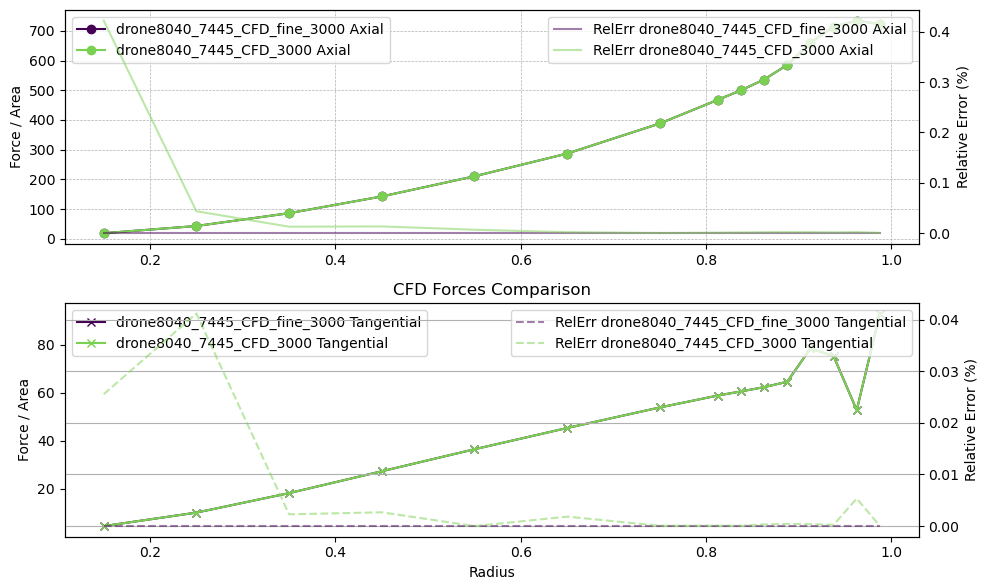 drone8040_7445_CFD_fine_3000 Axial
drone8040_7445_CFD_3000 Axial
RelErr drone8040_7445_CFD_fine_3000 Axial
RelErr drone8040_7445_CFD_3000 Axial
700
600
500
400
300
200
100
0
Force / Area
0.4
0.3
0.2
0.1
0.0
Relative Error (%)
0.2
0.4
0.6
0.8
1.0
CFD Forces Comparison
drone8040_7445_CFD_fine_3000 Tangential
drone8040_7445_CFD_3000 Tangential
RelErr drone8040_7445_CFD_fine_3000 Tangential
RelErr drone8040_7445_CFD_3000 Tangential
80
60
40
20
Force / Area
0.04
0.03
0.02
0.01
0.00
Relative Error (%)
0.2
0.4
0.6
0.8
1.0
Radius